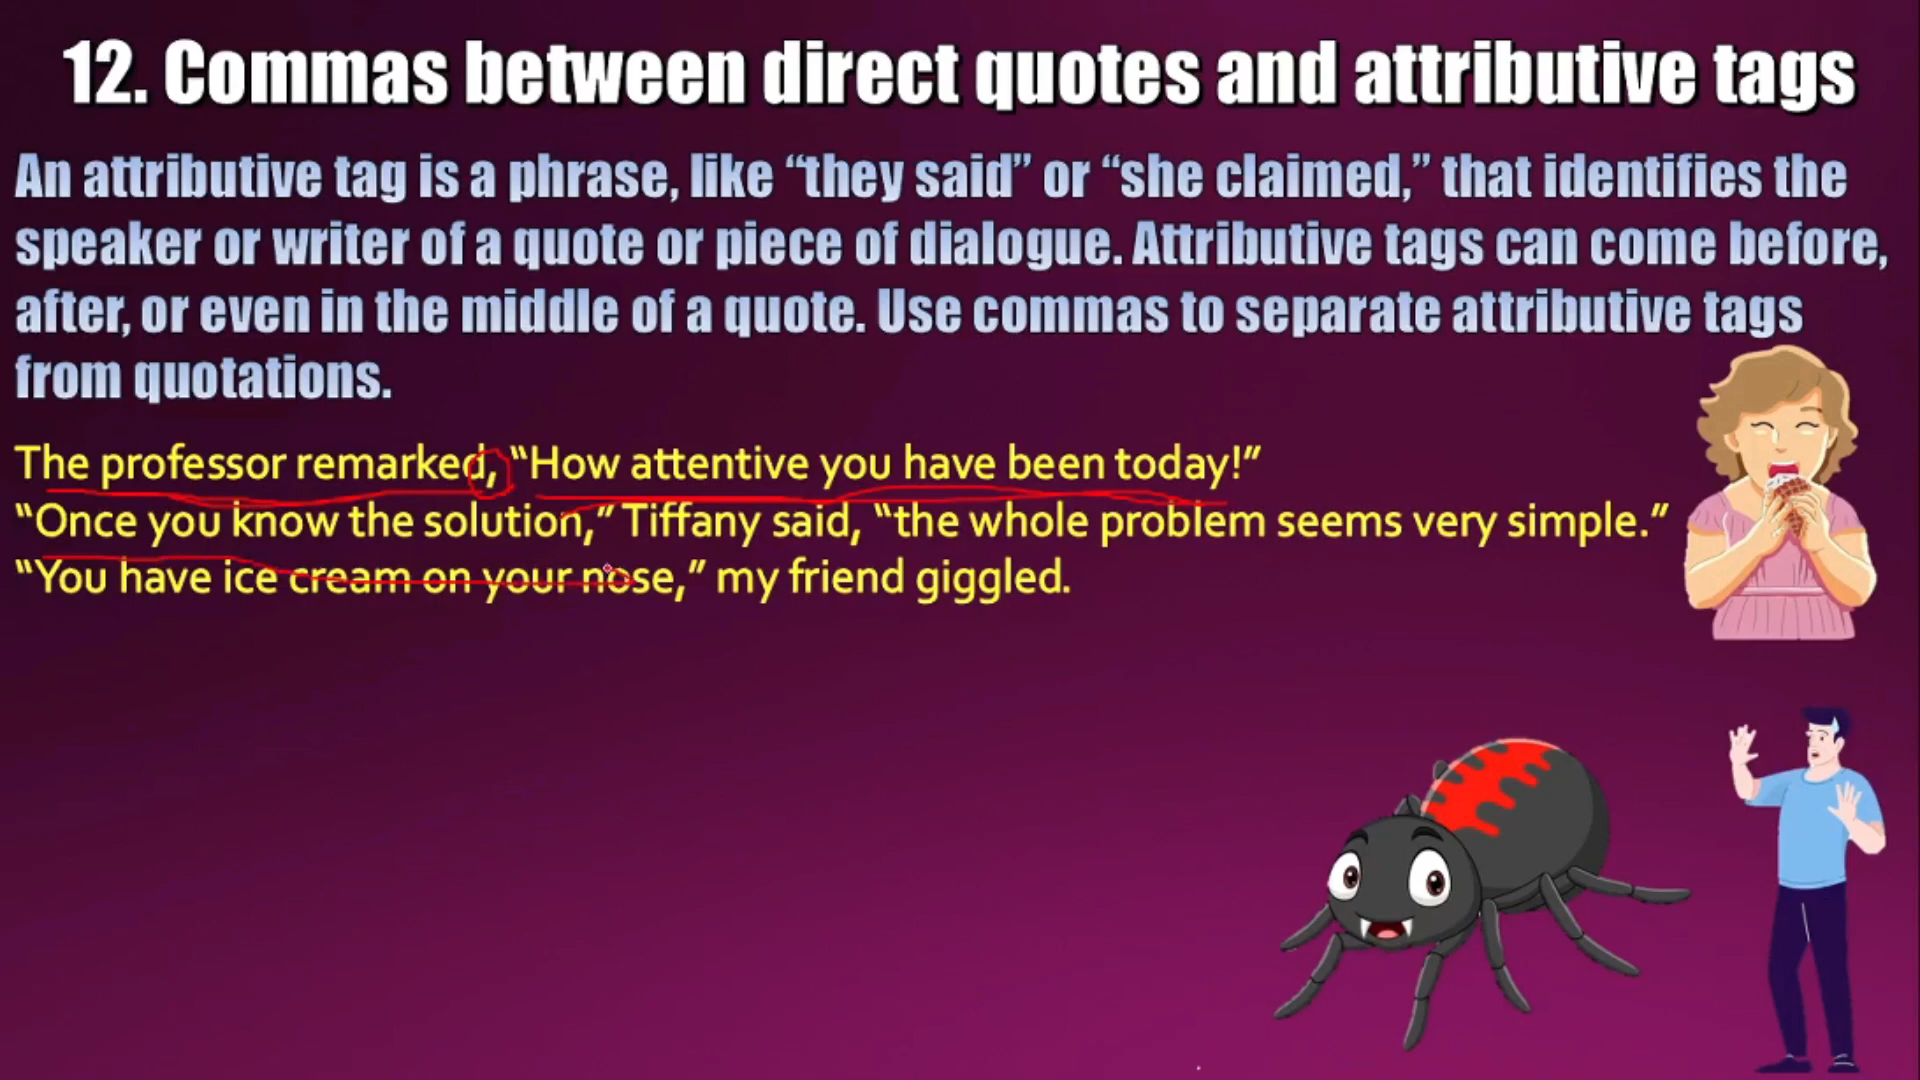 12. Commas between direct quotes and attributive tags
An attributive tag is a phrase, like “they said” or “she claimed,” that identifies the
speaker or writer of a quote or piece of dialogue. Attributive tags can come before,
after, or even in the middle of a quote. Use commas to separate attributive tags
from quotations.
The professor remarked, “How attentive you have been today!”
“Once you know the solution,” Tiffany said, “the whole problem seems very simple.”
“You have ice cream on your nose,” my friend giggled.